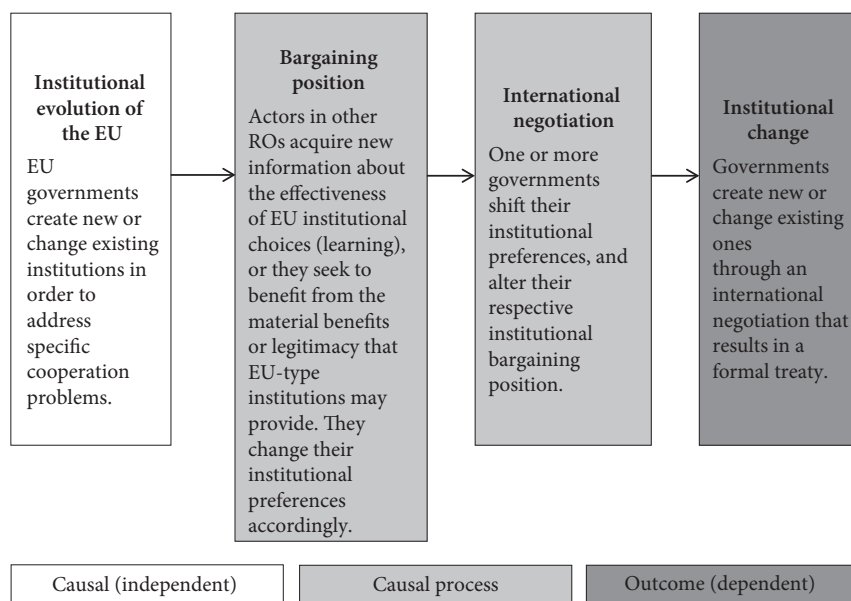 Institutional
evolution of
the EU
EU
governments
create new or
change existing
institutions in
order to
address
specific
cooperation
problems.
Bargaining
position
Actors in other
ROs acquire new
information about
the effectiveness
of EU institutional
choices (learning),
or they seek to
benefit from the
material benefits
or legitimacy that
EU-type
institutions may
provide. They
change their
institutional
preferences
accordingly.
International
negotiation
One or more
governments
shift their
institutional
preferences, and
alter their
respective
institutional
bargaining
position.
Institutional
change
Governments
create new or
change existing
ones
through an
international
negotiation that
results in a
formal treaty.
Causal (independent)
Causal process
Outcome (dependent)